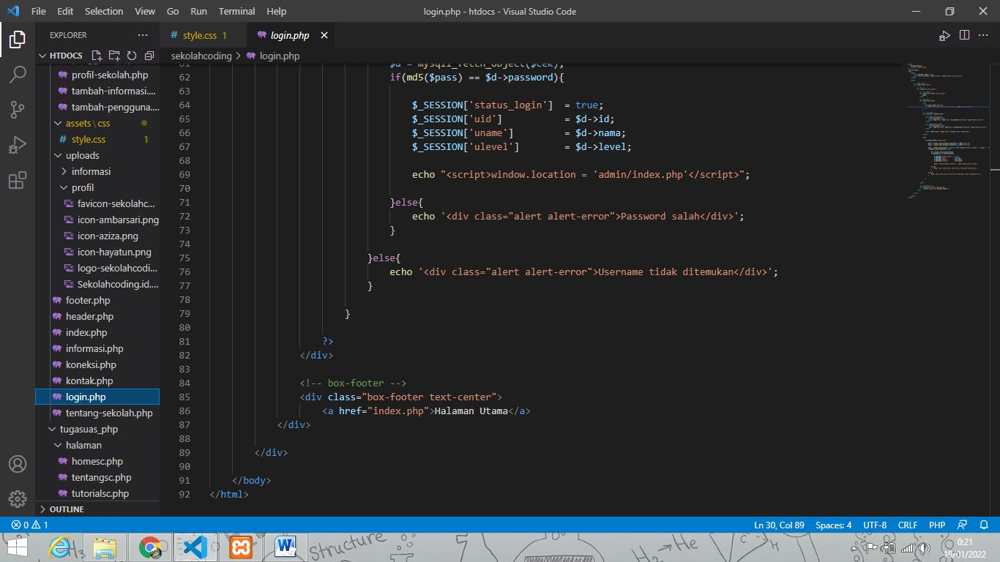 File Edit Selection View Go Run Terminal Help login.php - htdocs - Visual Studio Code
EXPLORER ··· # style.css 1 login.php
HTDOCS
sekolahcoding > login.php
profil-sekolah.php
tambah-informasi....
tambah-pengguna....
assets\css
# style.css 1
uploads
informasi
profil
favicon-sekolahc...
icon-ambarsari.png
icon-aziza.png
icon-hayatun.png
logo-sekolahcodi...
Sekolahcoding.id....
footer.php
header.php
index.php
informasi.php
koneksi.php
kontak.php
login.php
tentang-sekolah.php
tugasuas_php
halaman
homesc.php
tentangsc.php
tutorialsc.php
OUTLINE
61 $d = mysqli_fetch_object($cek);
62 if(md5($pass) == $d->password){
63
64 $_SESSION['status_login'] = true;
65 $_SESSION['uid'] = $d->id;
66 $_SESSION['uname'] = $d->nama;
67 $_SESSION['ulevel'] = $d->level;
68
69 echo "<script>window.location = 'admin/index.php'</script>";
70
71 }else{
72 echo '<div class="alert alert-error">Password salah</div>';
73 }
74
75 }else{
76 echo '<div class="alert alert-error">Username tidak ditemukan</div>';
77 }
78
79 }
80
81 ?>
82 </div>
83
84 <!-- box-footer -->
85 <div class="box-footer text-center">
86 <a href="index.php">Halaman Utama</a>
87 </div>
88
89 </div>
90
91 </body>
92 </html>
0 1 Ln 30, Col 89 Spaces: 4 UTF-8 CRLF PHP
Structure
H₂ → He
0:21
19/01/2022